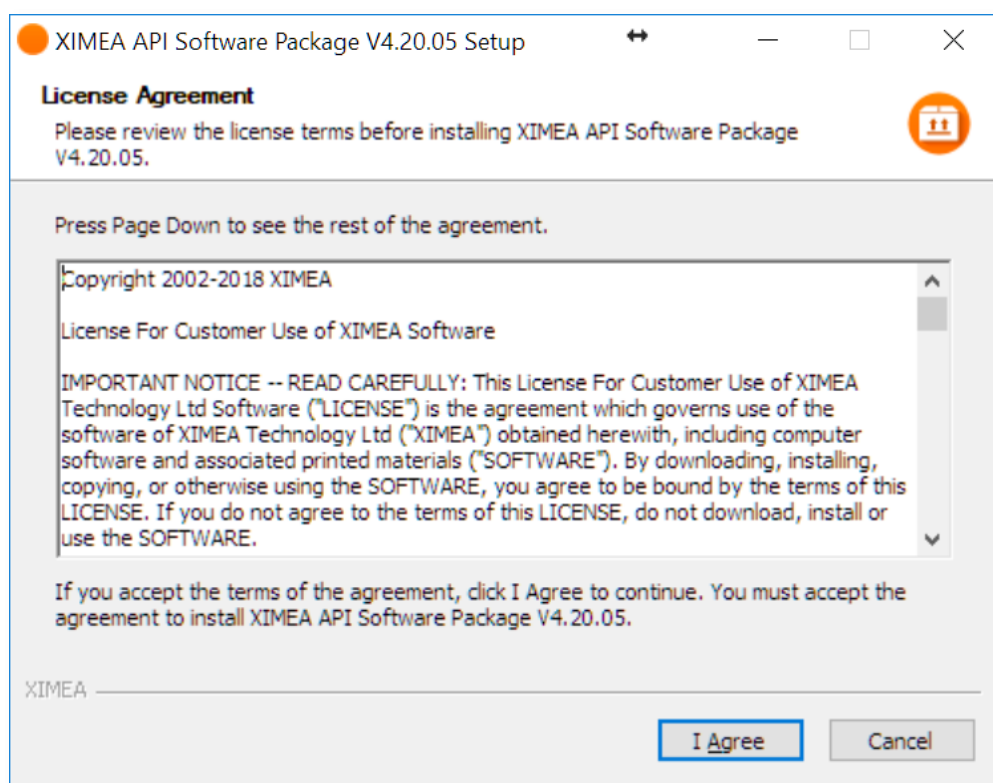 XIMEA API Software Package V4.20.05 Setup
License Agreement
Please review the license terms before installing XIMEA API Software Package
V4.20.05.
Press Page Down to see the rest of the agreement.
Copyright 2002-2018 XIMEA
License For Customer Use of XIMEA Software
IMPORTANT NOTICE -- READ CAREFULLY: This License For Customer Use of XIMEA
Technology Ltd Software ("LICENSE") is the agreement which governs use of the
software of XIMEA Technology Ltd ("XIMEA") obtained herewith, including computer
software and associated printed materials ("SOFTWARE"). By downloading, installing,
copying, or otherwise using the SOFTWARE, you agree to be bound by the terms of this
LICENSE. If you do not agree to the terms of this LICENSE, do not download, install or
use the SOFTWARE.
If you accept the terms of the agreement, click I Agree to continue. You must accept the
agreement to install XIMEA API Software Package V4.20.05.
XIMEA
I Agree
Cancel